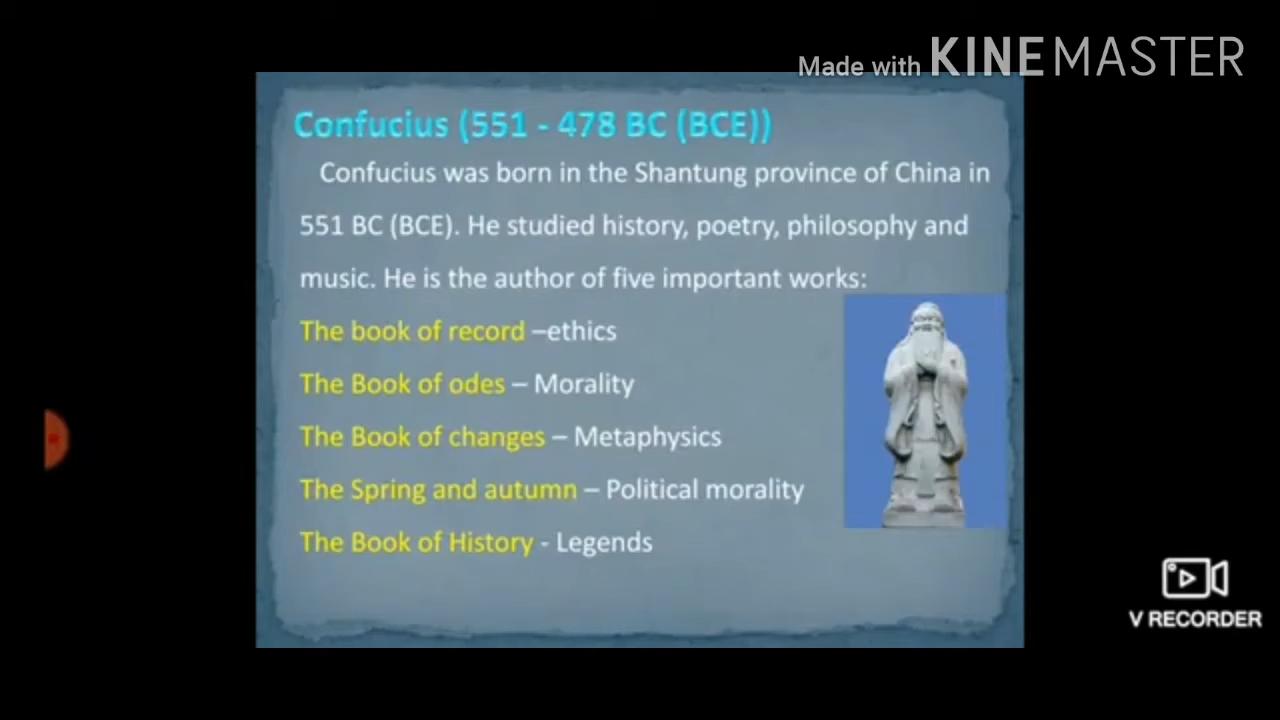 Made with KINEMASTER
Confucius (551 - 478 BC (BCE))
Confucius was born in the Shantung province of China in
551 BC (BCE). He studied history, poetry, philosophy and
music. He is the author of five important works:
The book of record –ethics
The Book of odes – Morality
The Book of changes – Metaphysics
The Spring and autumn – Political morality
The Book of History - Legends
V RECORDER